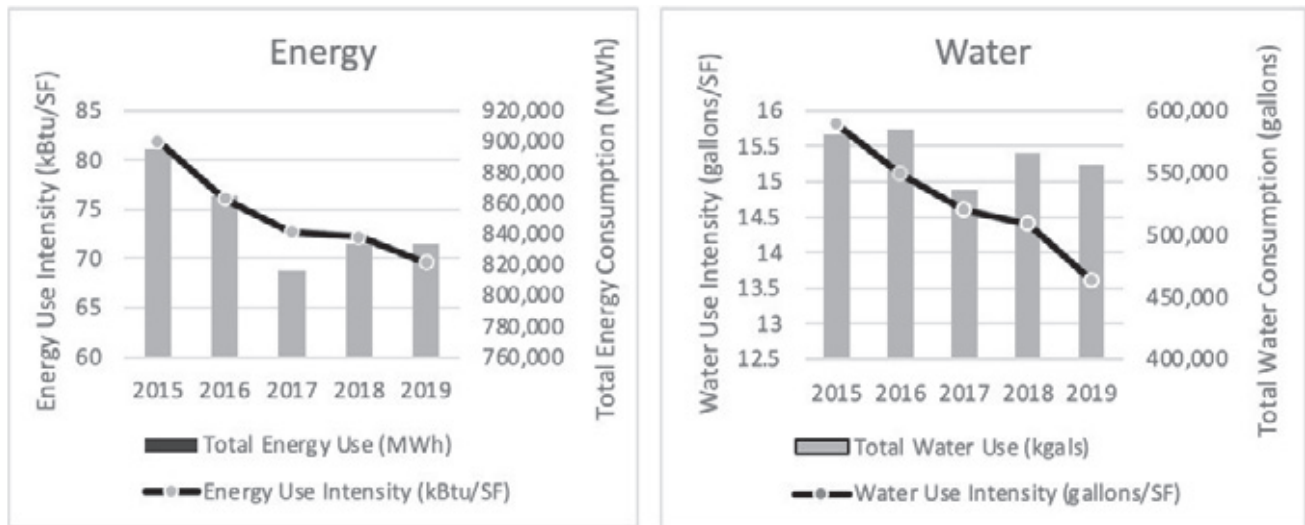 Energy
Energy Use Intensity (kBtu/SF)
85
80
75
70
65
60
920,000
900,000
880,000
860,000
840,000
820,000
800,000
780,000
760,000
Total Energy Consumption (MWh)
2015 2016 2017 2018 2019
Total Energy Use (MWh)
Energy Use Intensity (kBtu/SF)
Water
Water Use Intensity (gallons/SF)
16
15.5
15
14.5
14
13.5
13
12.5
600,000
550,000
500,000
450,000
400,000
Total Water Consumption (gallons)
2015 2016 2017 2018 2019
Total Water Use (kgals)
Water Use Intensity (gallons/SF)